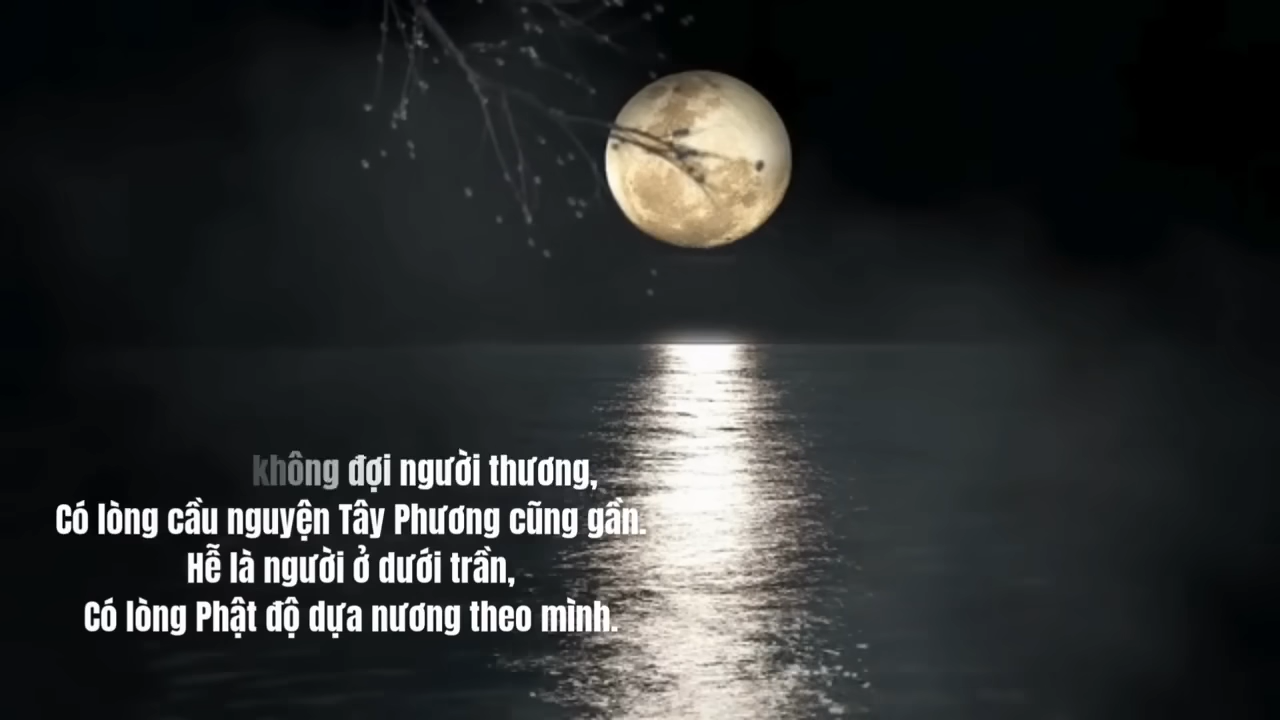 không đợi người thương,
Có lòng cầu nguyện Tây Phương cũng gần.
Hễ là người ở dưới trần,
Có lòng Phật độ dựa nương theo mình.